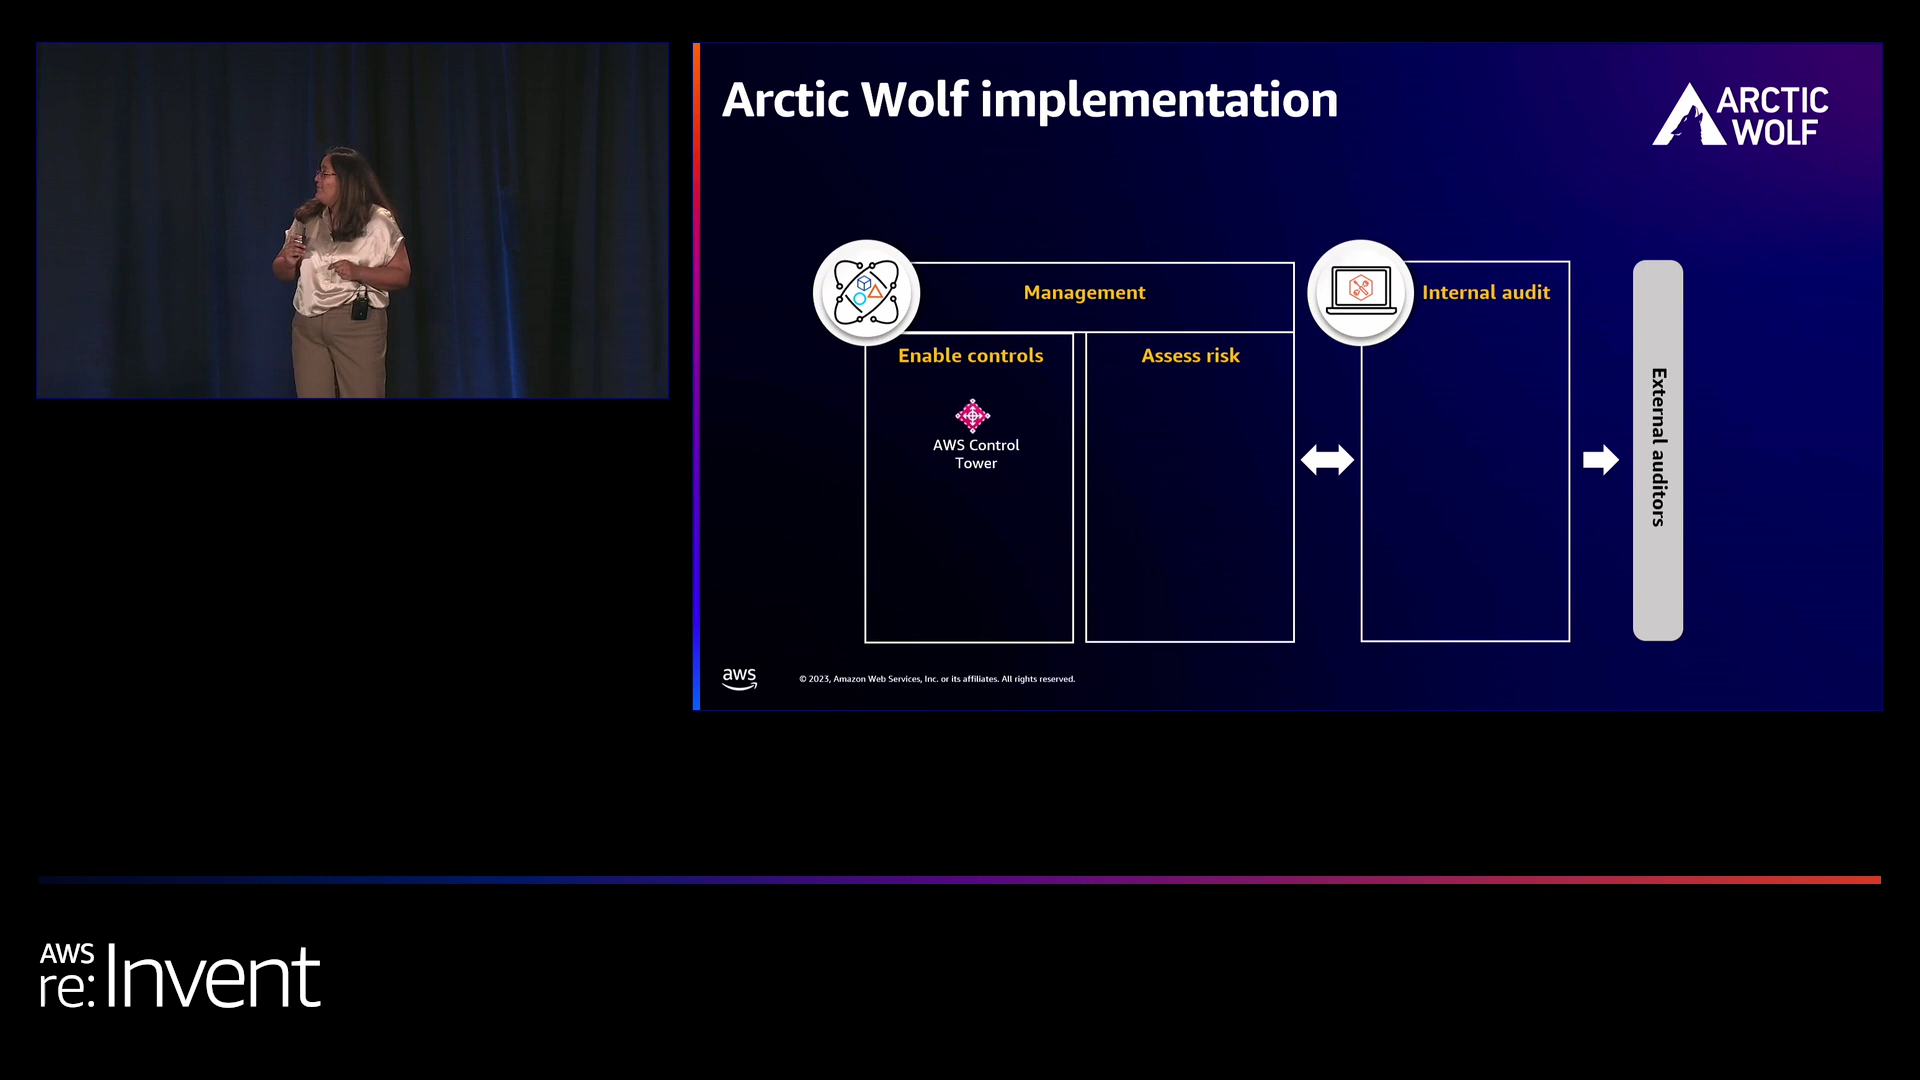 Arctic Wolf implementation
ARCTIC
WOLF
Management
Internal audit
Enable controls
Assess risk
AWS Control
Tower
External auditors
aws
© 2023, Amazon Web Services, Inc. or its affiliates. All rights reserved.
AWS
re:Invent